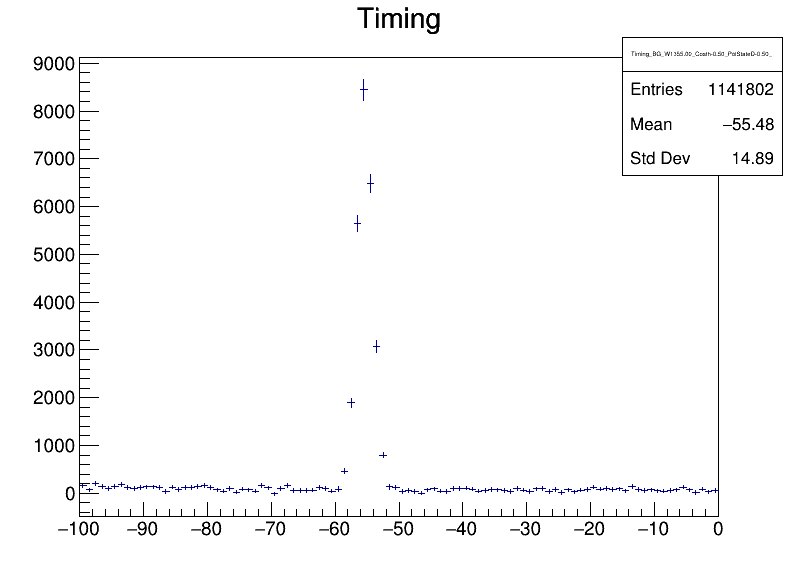 Timing
Timing_BG_W1355.00_Costh-0.50_PolStateD-0.50_
Entries 1141802
Mean −55.48
Std Dev 14.89
9000
8000
7000
6000
5000
4000
3000
2000
1000
0
−100 −90 −80 −70 −60 −50 −40 −30 −20 −10 0